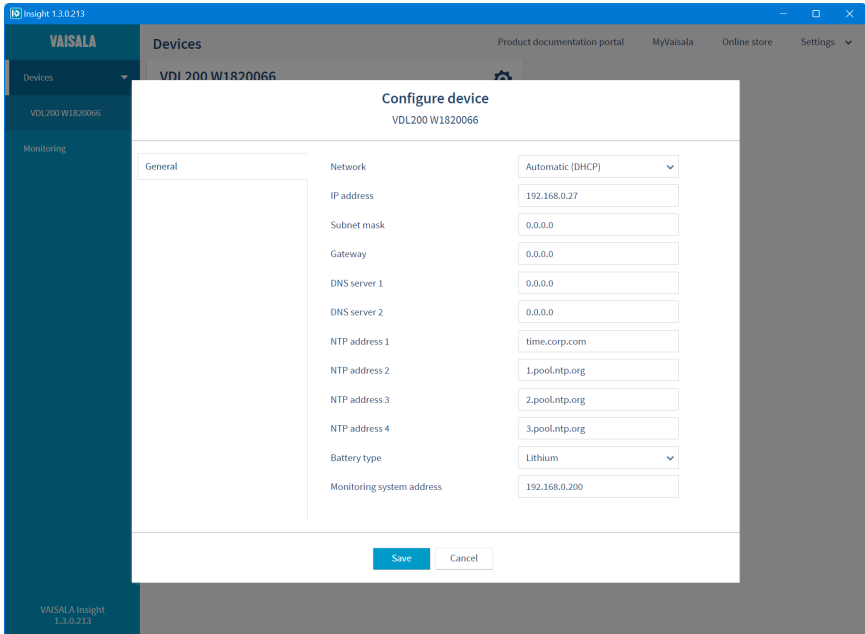 Insight 1.3.0.213
VAISALA
Devices
Product documentation portal
MyVaisala
Online store
Settings
Devices
VDL200 W1820066
Monitoring
VDL200 W1820066
Configure device
VDL200 W1820066
General
Network Automatic (DHCP)
IP address 192.168.0.27
Subnet mask 0.0.0.0
Gateway 0.0.0.0
DNS server 1 0.0.0.0
DNS server 2 0.0.0.0
NTP address 1 time.corp.com
NTP address 2 1.pool.ntp.org
NTP address 3 2.pool.ntp.org
NTP address 4 3.pool.ntp.org
Battery type Lithium
Monitoring system address 192.168.0.200
Save
Cancel
VAISALA Insight
1.3.0.213